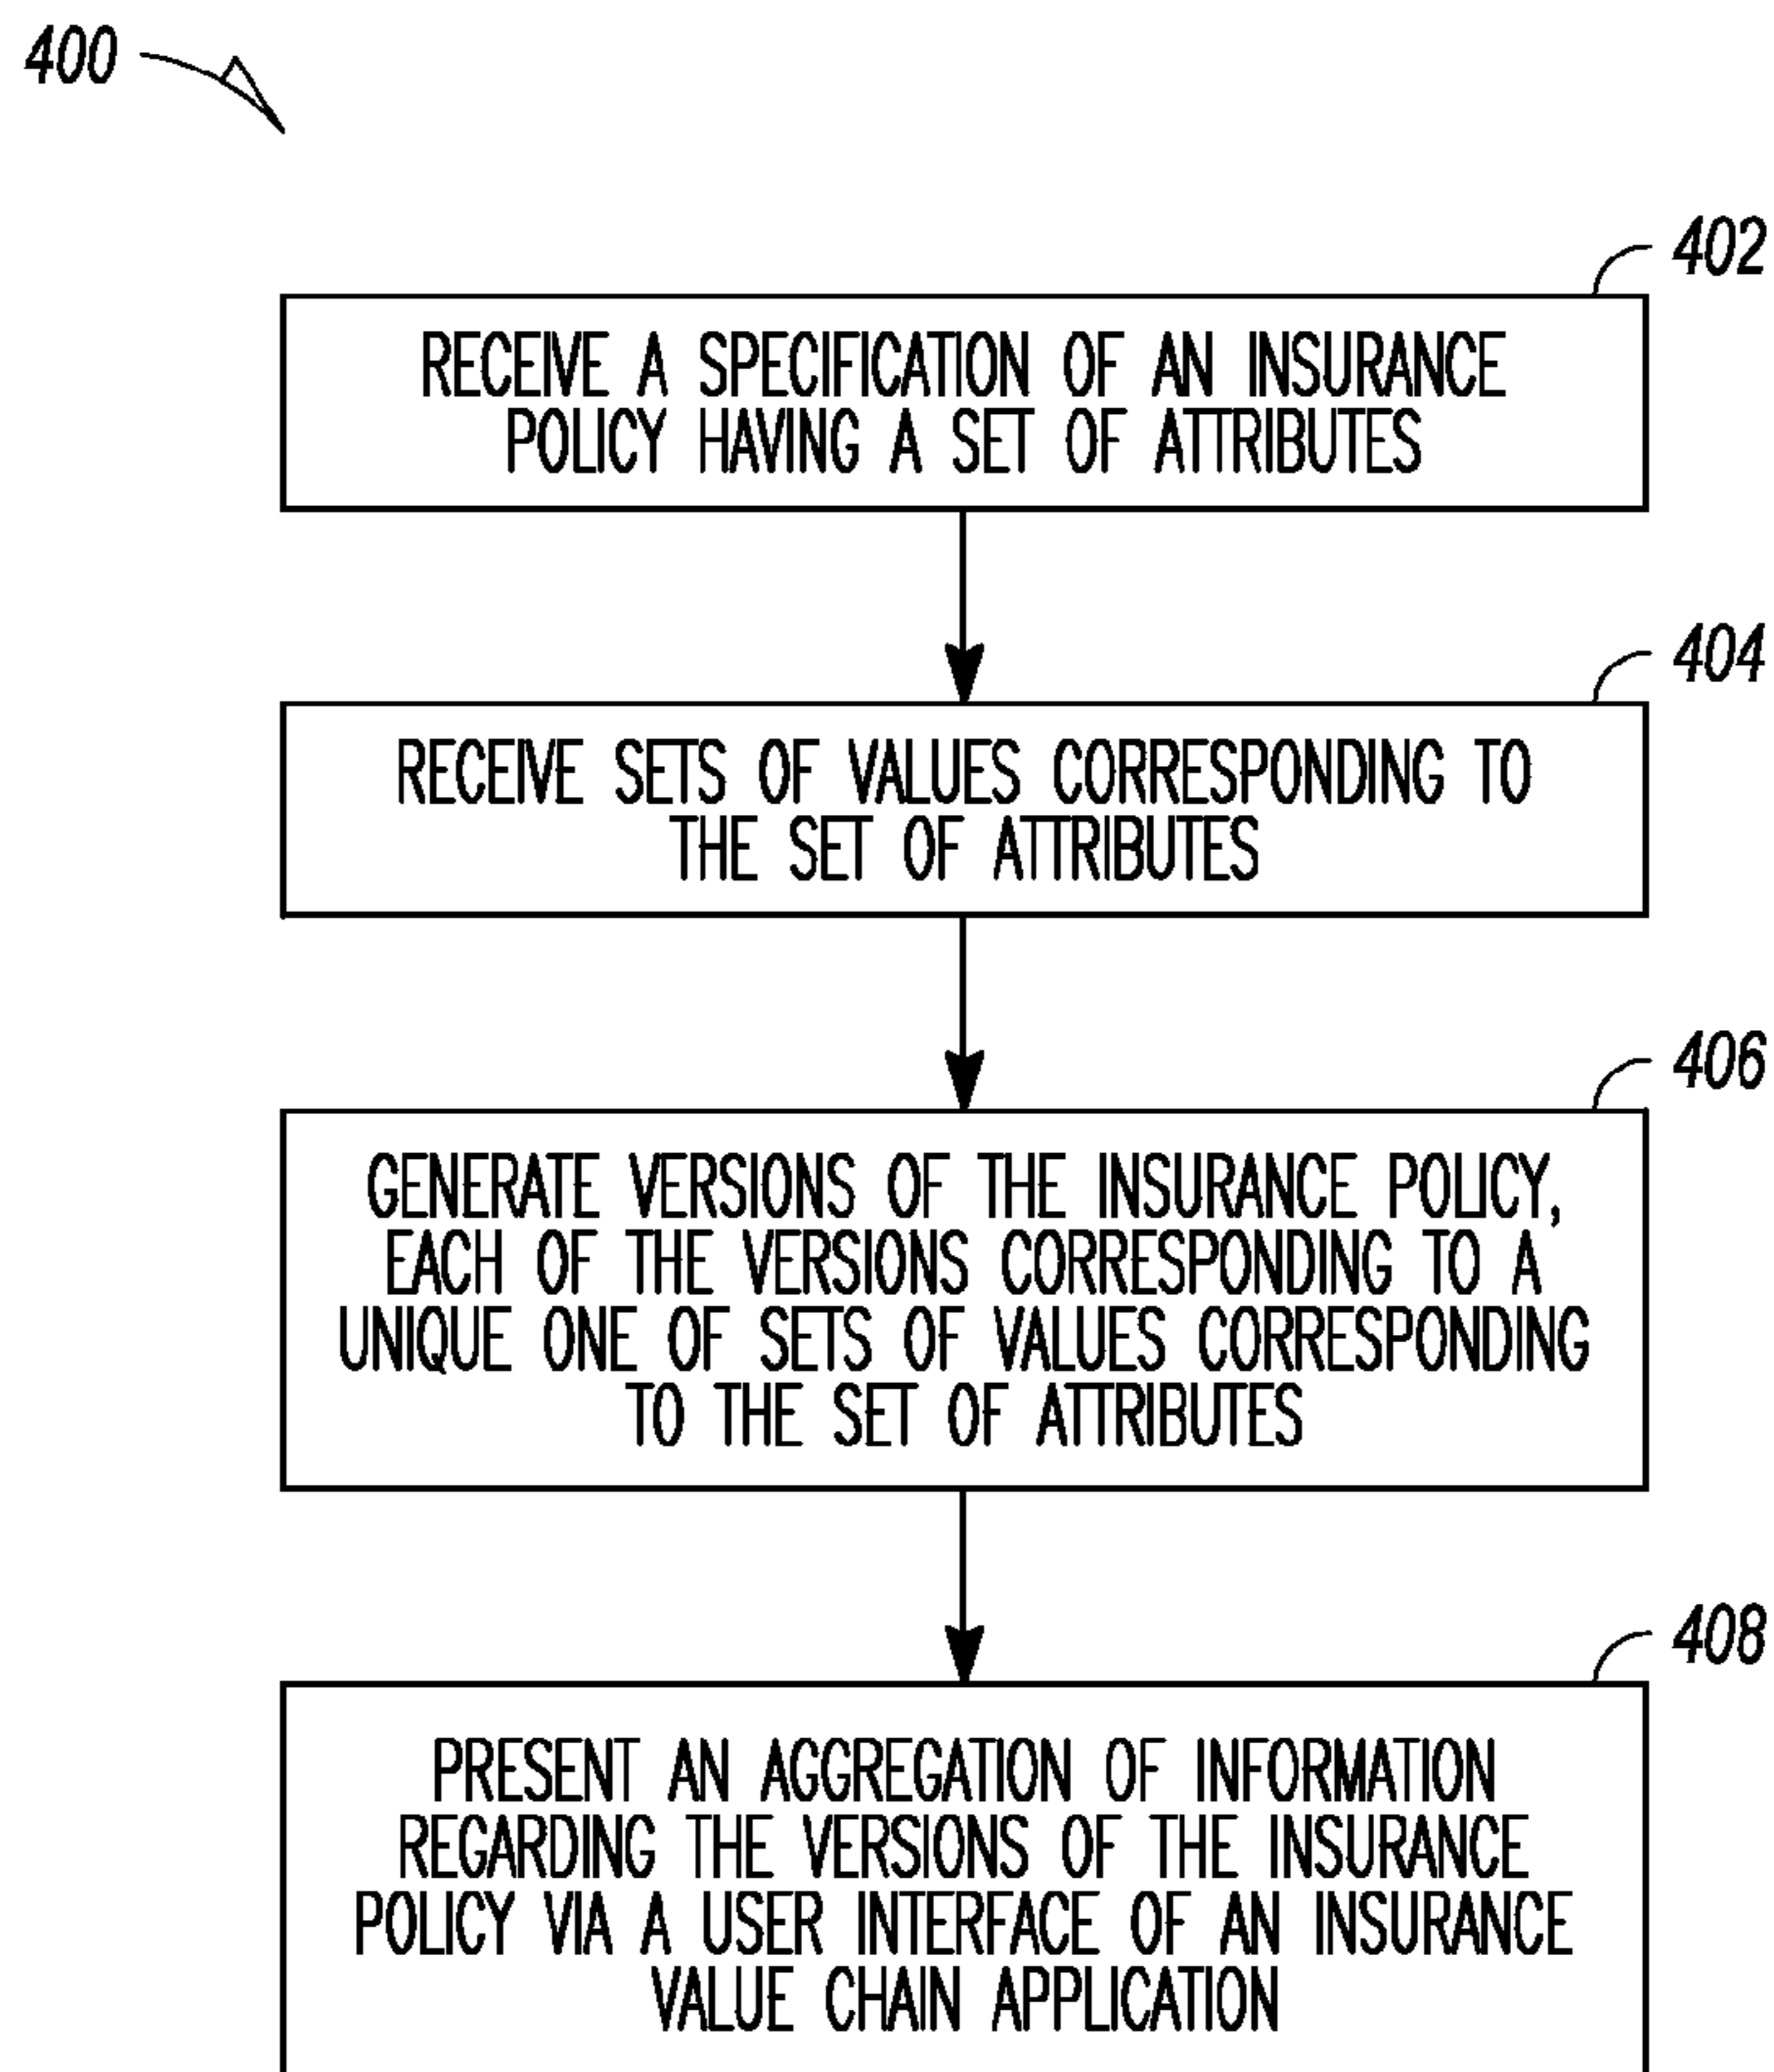 400
402
RECEIVE A SPECIFICATION OF AN INSURANCE
POLICY HAVING A SET OF ATTRIBUTES
404
RECEIVE SETS OF VALUES CORRESPONDING TO
THE SET OF ATTRIBUTES
406
GENERATE VERSIONS OF THE INSURANCE POLICY,
EACH OF THE VERSIONS CORRESPONDING TO A
UNIQUE ONE OF SETS OF VALUES CORRESPONDING
TO THE SET OF ATTRIBUTES
408
PRESENT AN AGGREGATION OF INFORMATION
REGARDING THE VERSIONS OF THE INSURANCE
POLICY VIA A USER INTERFACE OF AN INSURANCE
VALUE CHAIN APPLICATION